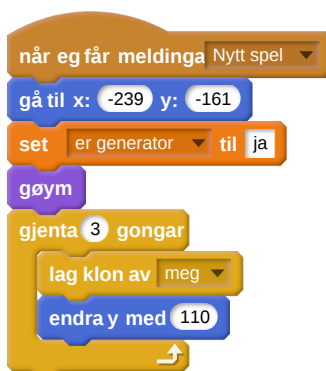 når eg får meldinga Nytt spel
gå til x: -239 y: -161
set er generator til ja
gøym
gjenta 3 gongar
lag klon av meg
endra y med 110